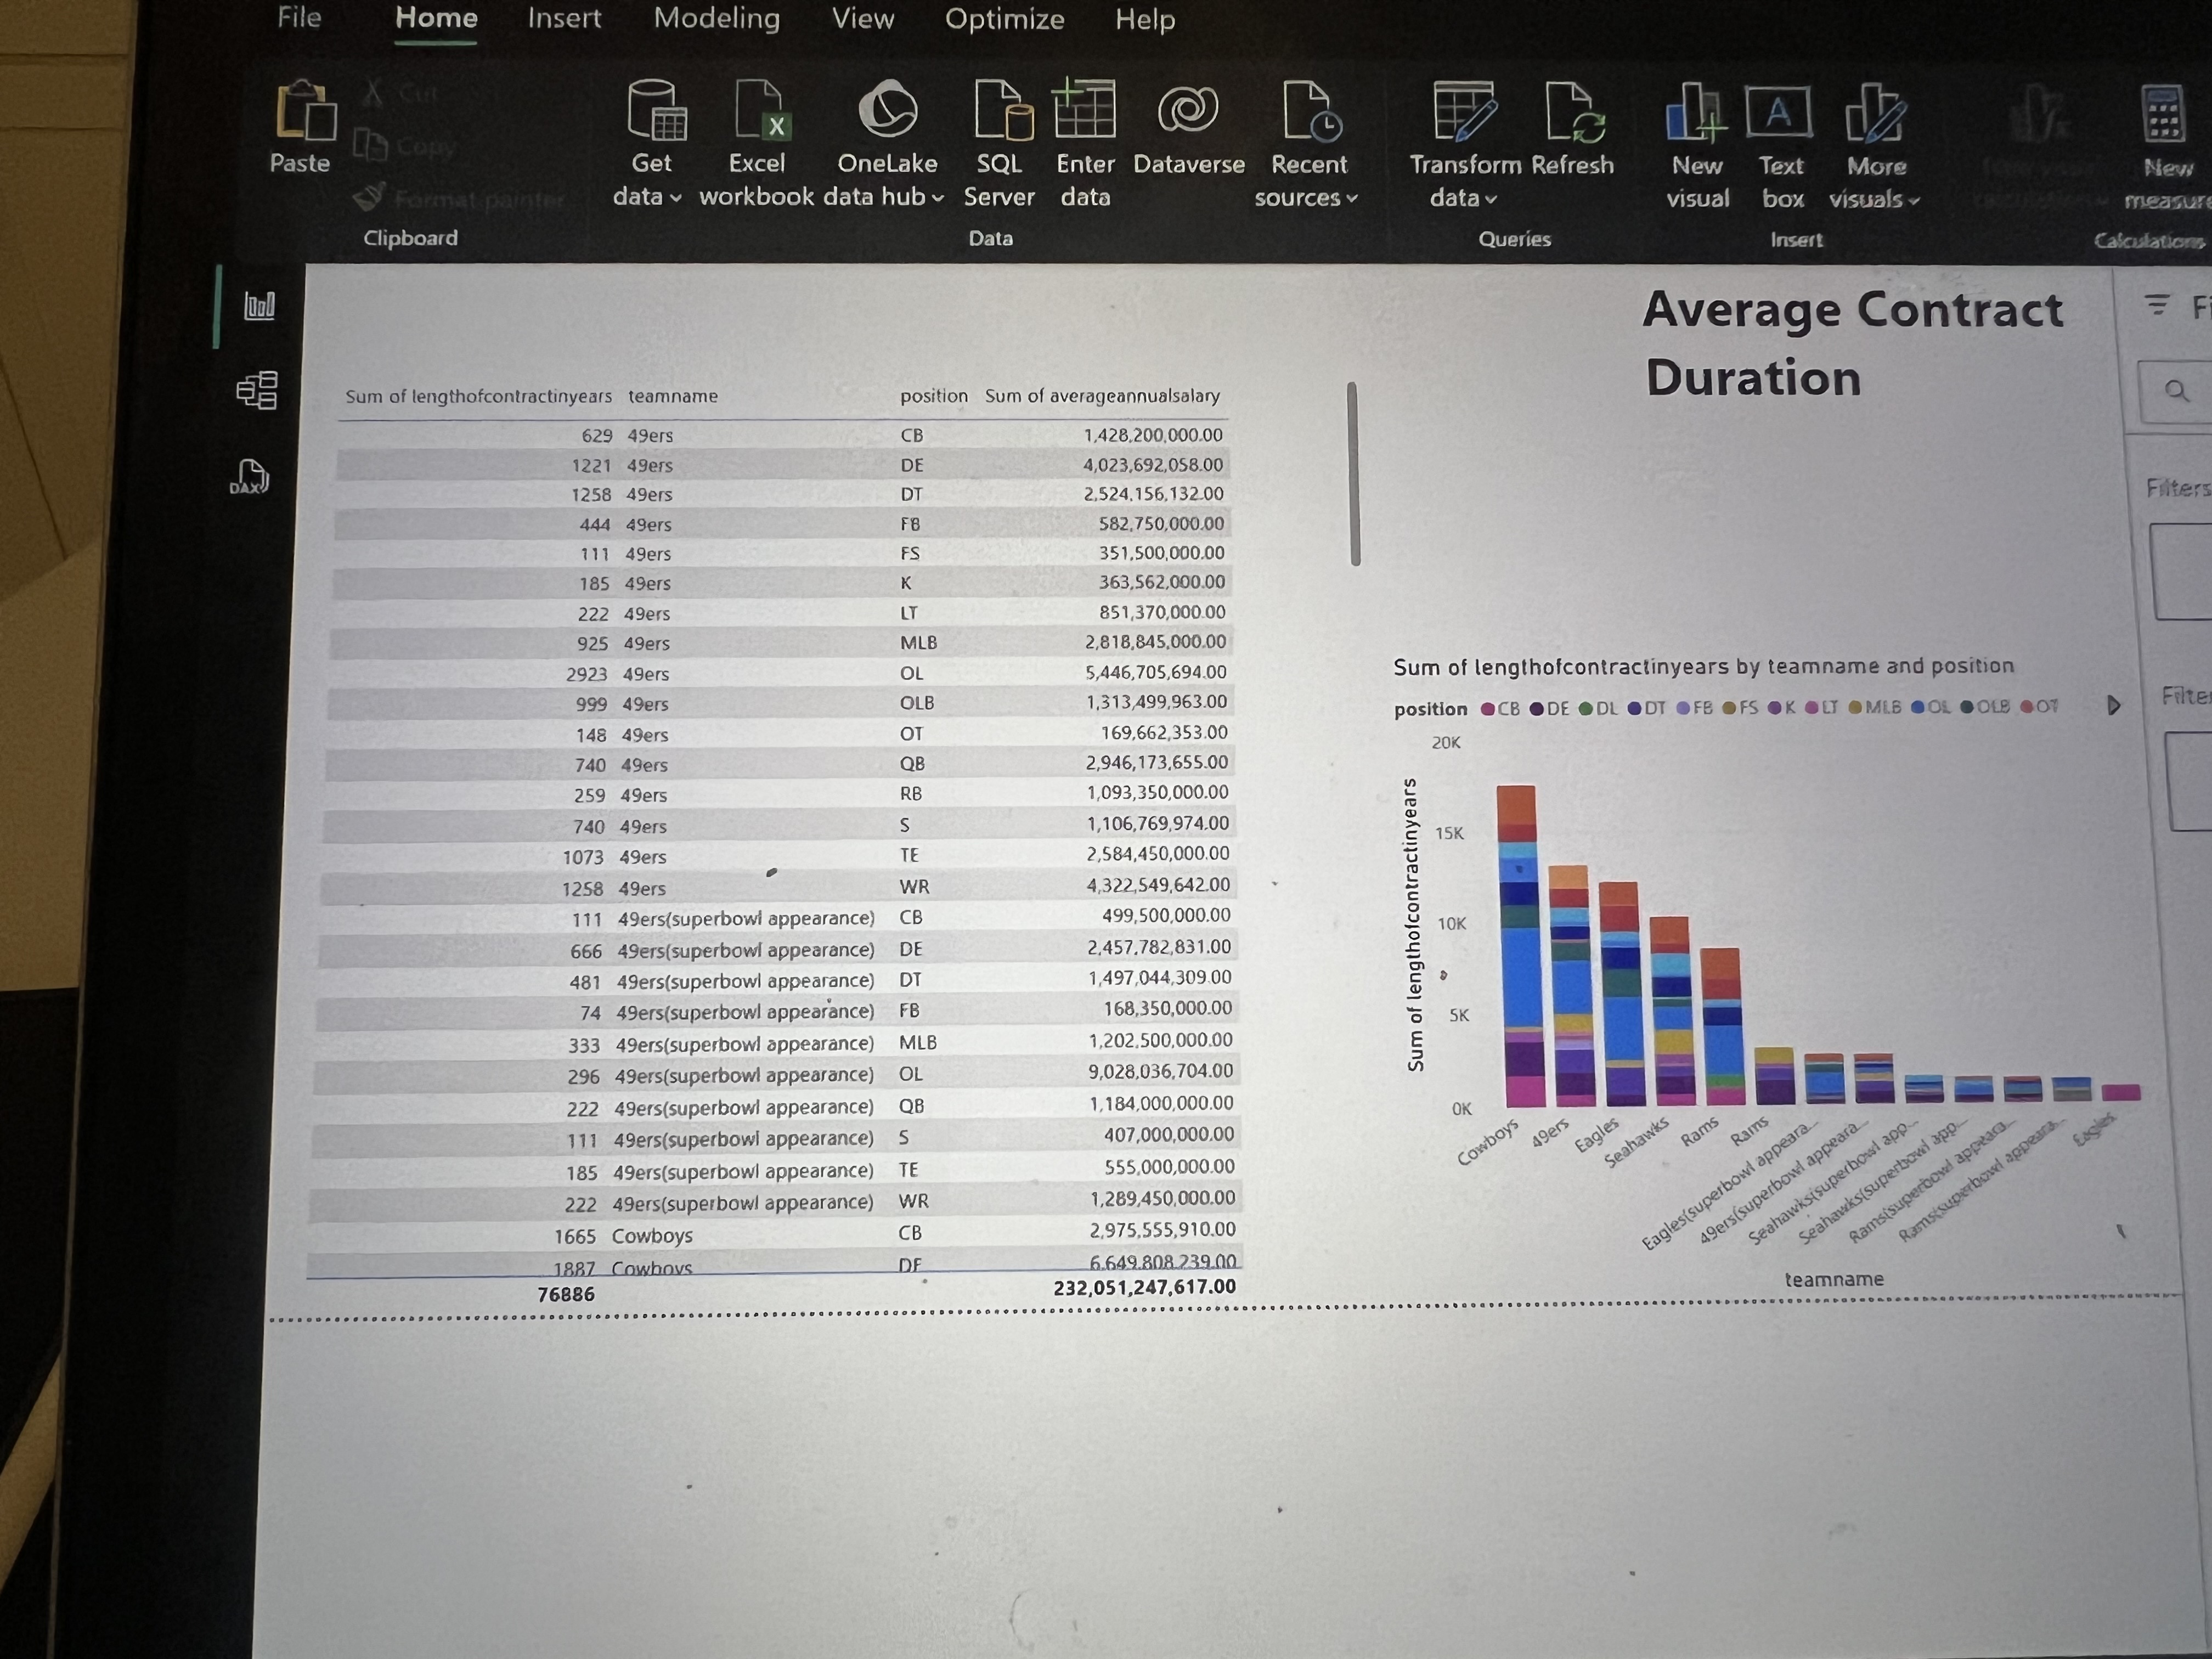 File Home Insert Modeling View Optimize Help
Cut
Copy
Format painter
Paste
Get data
Excel workbook
OneLake data hub
SQL Server
Enter data
Dataverse
Recent sources
Transform data
Refresh
New visual
Text box
More visuals
New measure
Clipboard Data Queries Insert Calculations
DAX
Average Contract
Duration
Filters
Sum of lengthofcontractinyears teamname position Sum of averageannualsalary
629 49ers CB 1,428,200,000.00
1221 49ers DE 4,023,692,058.00
1258 49ers DT 2,524,156,132.00
444 49ers FB 582,750,000.00
111 49ers FS 351,500,000.00
185 49ers K 363,562,000.00
222 49ers LT 851,370,000.00
925 49ers MLB 2,818,845,000.00
2923 49ers OL 5,446,705,694.00
999 49ers OLB 1,313,499,963.00
148 49ers OT 169,662,353.00
740 49ers QB 2,946,173,655.00
259 49ers RB 1,093,350,000.00
740 49ers S 1,106,769,974.00
1073 49ers TE 2,584,450,000.00
1258 49ers WR 4,322,549,642.00
111 49ers(superbowl appearance) CB 499,500,000.00
666 49ers(superbowl appearance) DE 2,457,782,831.00
481 49ers(superbowl appearance) DT 1,497,044,309.00
74 49ers(superbowl appearance) FB 168,350,000.00
333 49ers(superbowl appearance) MLB 1,202,500,000.00
296 49ers(superbowl appearance) OL 9,028,036,704.00
222 49ers(superbowl appearance) QB 1,184,000,000.00
111 49ers(superbowl appearance) S 407,000,000.00
185 49ers(superbowl appearance) TE 555,000,000.00
222 49ers(superbowl appearance) WR 1,289,450,000.00
1665 Cowboys CB 2,975,555,910.00
1887 Cowboys DE 6,649,808,239.00
76886 232,051,247,617.00
Sum of lengthofcontractinyears by teamname and position
position CB DE DL DT FB FS K LT MLB OL OLB OT
20K
15K
10K
5K
0K
Sum of lengthofcontractinyears
Cowboys
49ers
Eagles
Seahawks
Rams
Rams
Eagles(superbowl appeara...
49ers(superbowl appeara...
Seahawks(superbowl app...
Seahawks(superbowl app...
Rams(superbowl appeara...
Rams(superbowl appeara...
Eagles
teamname